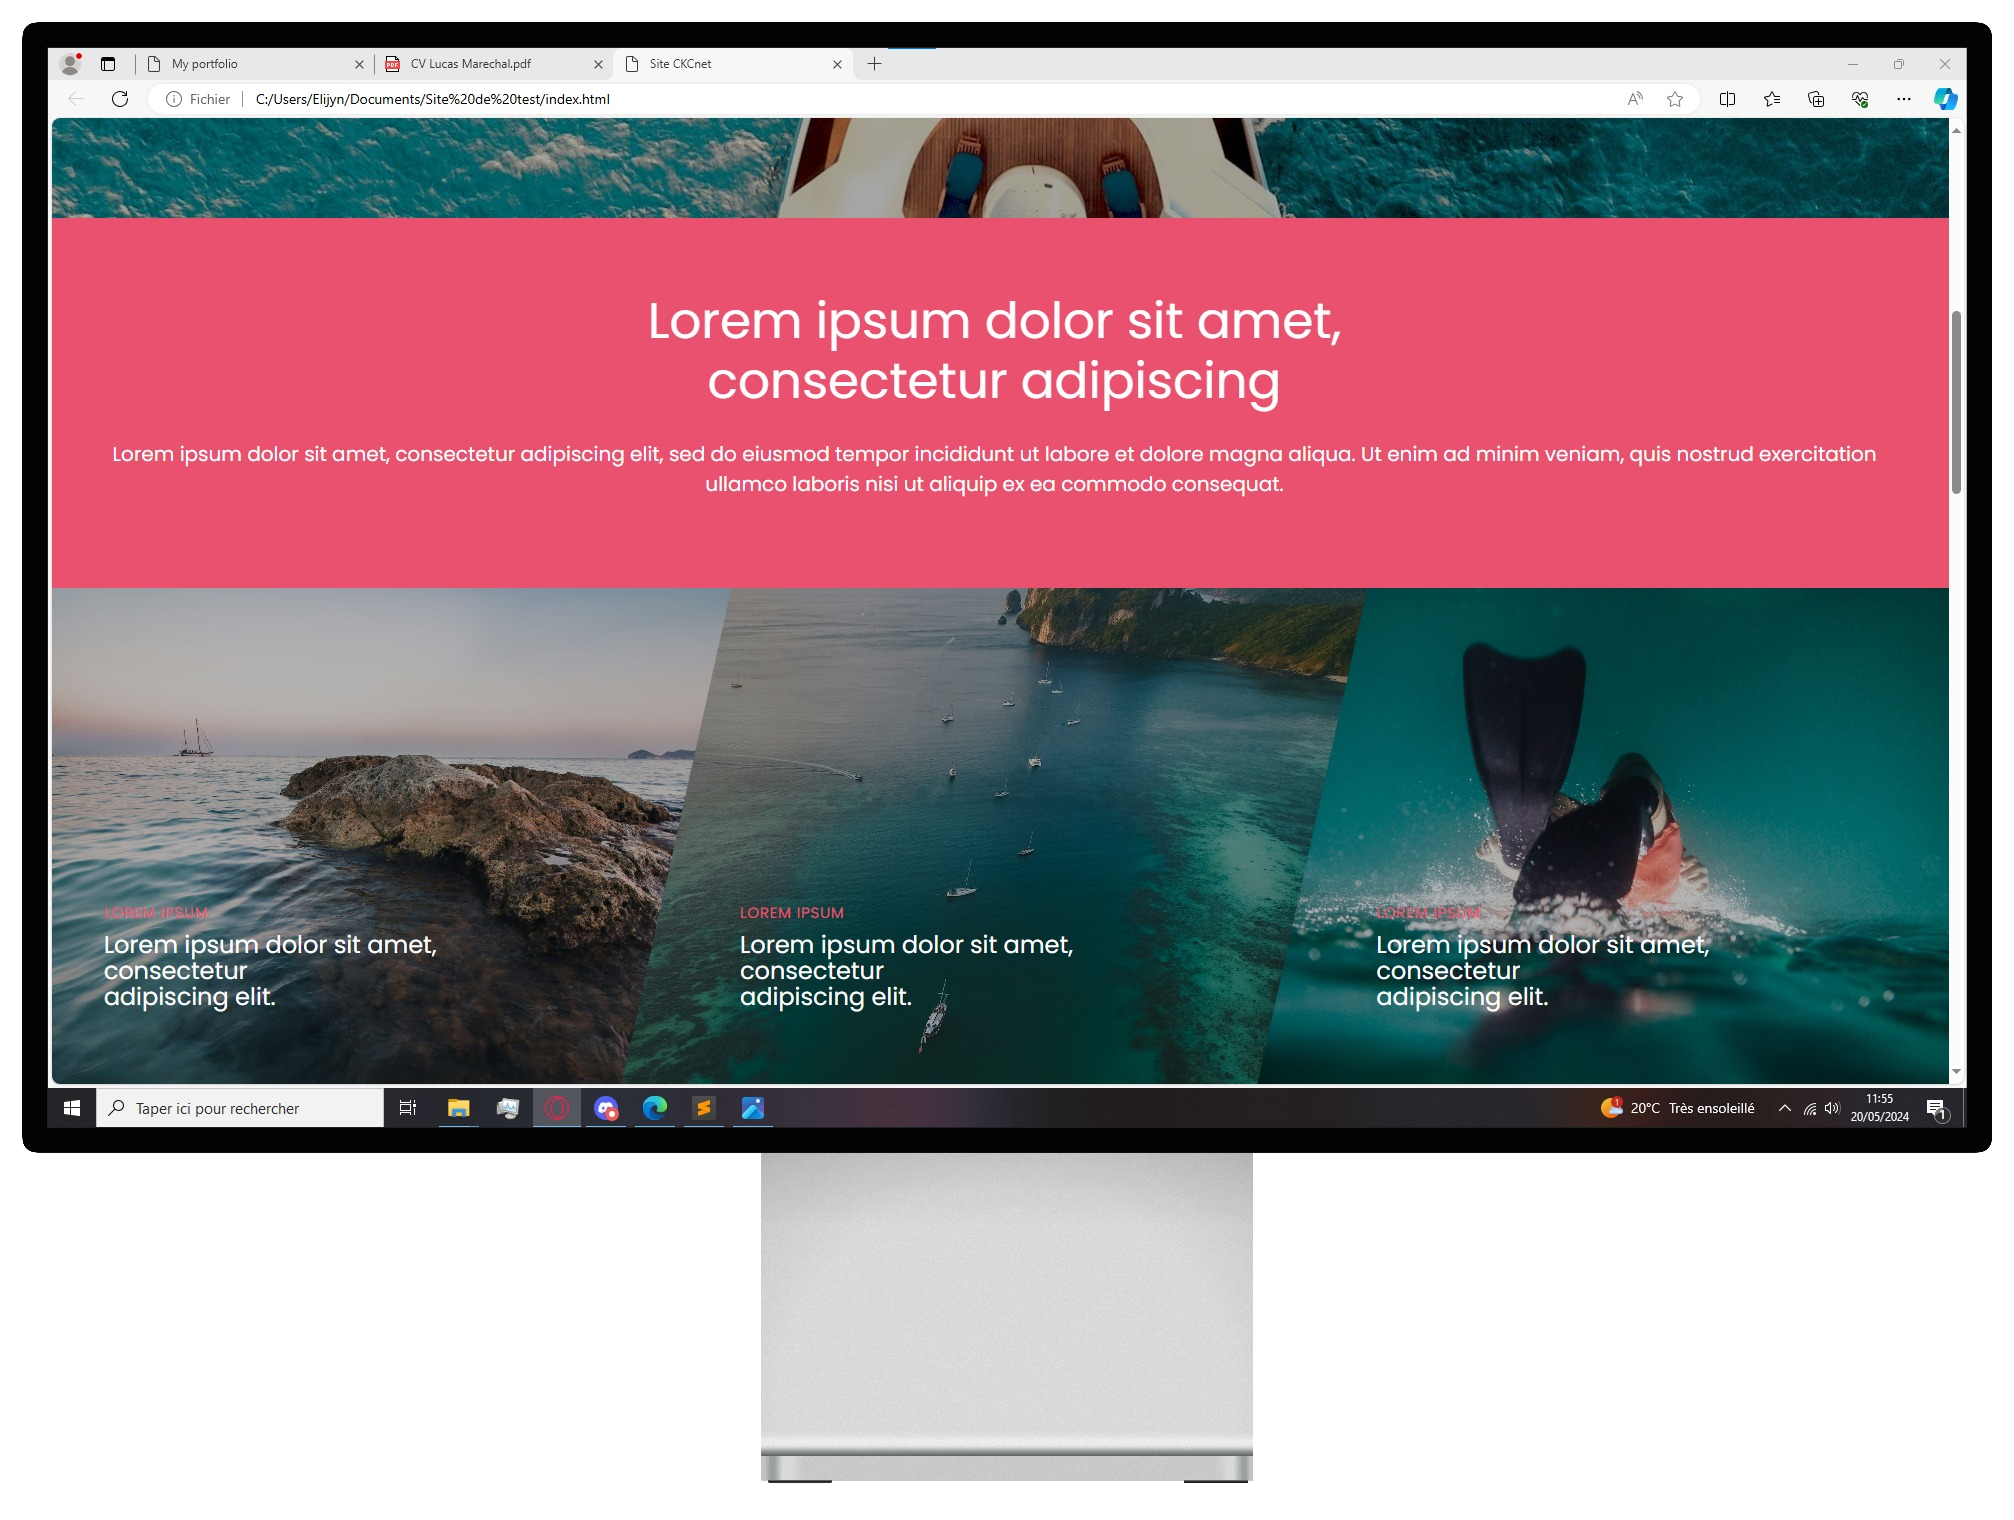 My portfolio
CV Lucas Marechal.pdf
Site CKCnet
Fichier
C:/Users/Elijyn/Documents/Site%20de%20test/index.html
Lorem ipsum dolor sit amet,
consectetur adipiscing
Lorem ipsum dolor sit amet, consectetur adipiscing elit, sed do eiusmod tempor incididunt ut labore et dolore magna aliqua. Ut enim ad minim veniam, quis nostrud exercitation
ullamco laboris nisi ut aliquip ex ea commodo consequat.
LOREM IPSUM
Lorem ipsum dolor sit amet,
consectetur
adipiscing elit.
LOREM IPSUM
Lorem ipsum dolor sit amet,
consectetur
adipiscing elit.
LOREM IPSUM
Lorem ipsum dolor sit amet,
consectetur
adipiscing elit.
Taper ici pour rechercher
1
20°C Très ensoleillé
11:55
20/05/2024
1